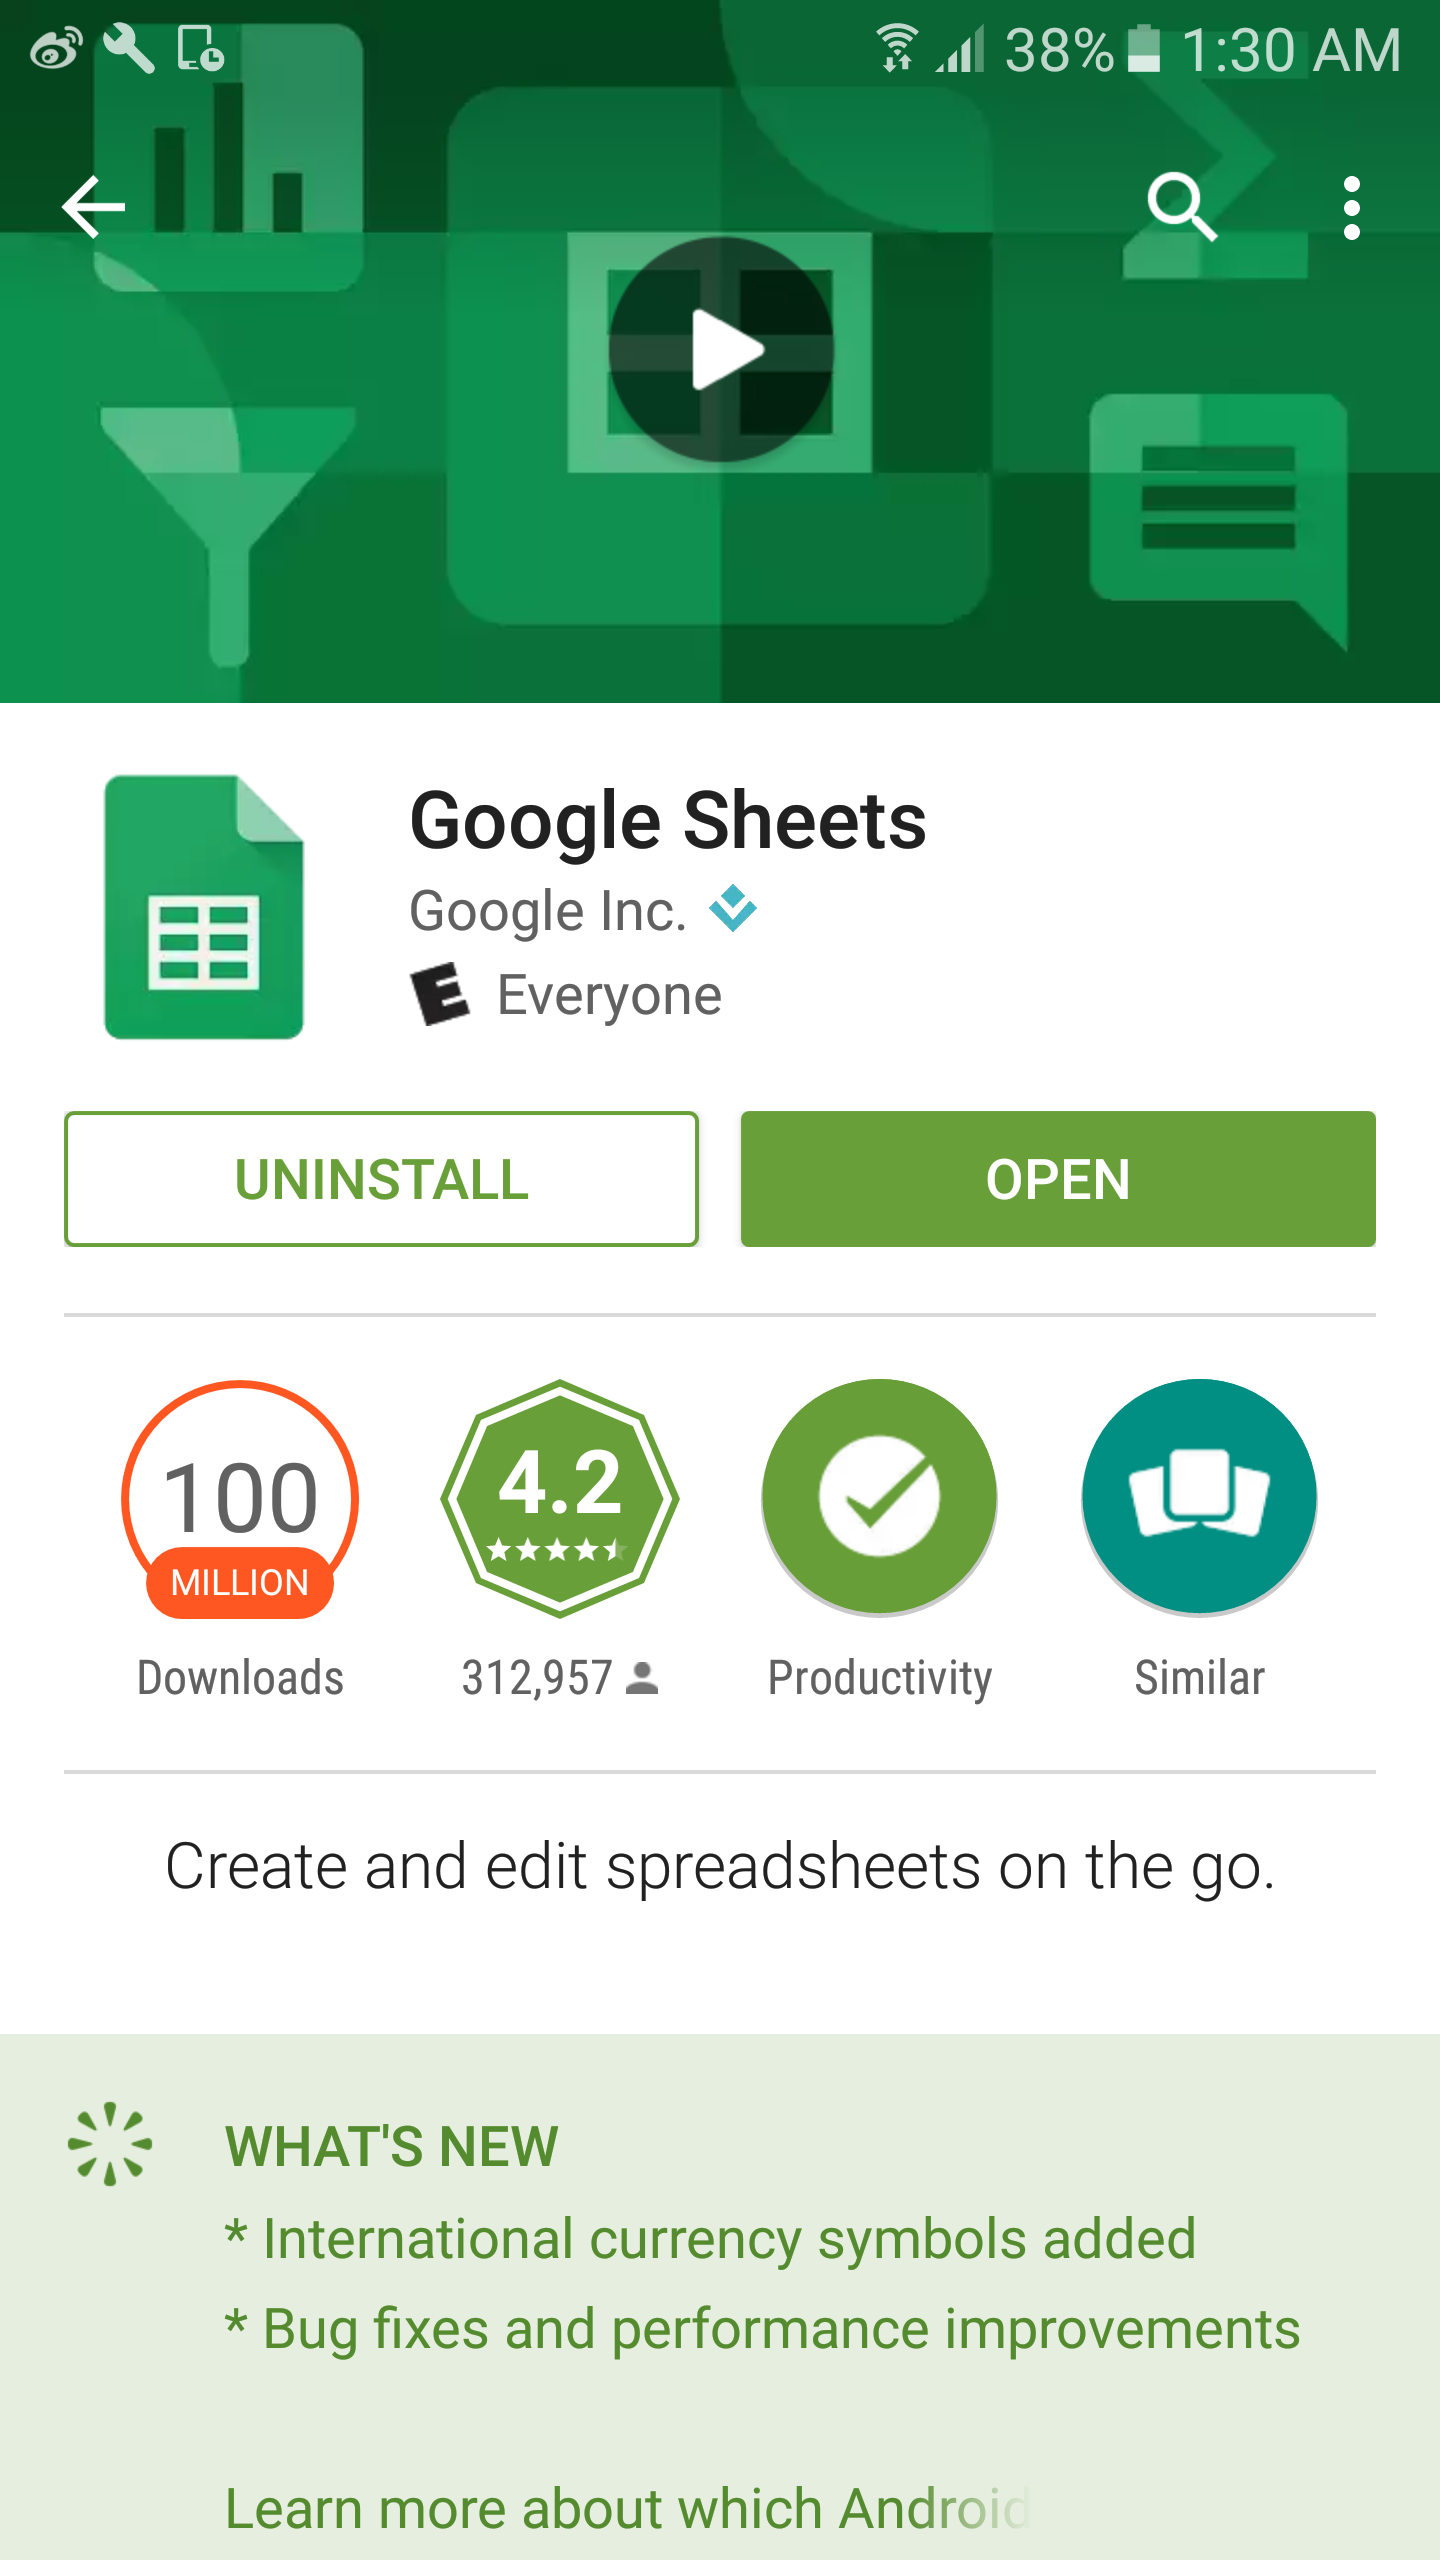 38% 1:30 AM
Google Sheets
Google Inc.
E Everyone
UNINSTALL OPEN
100 4.2
MILLION
Downloads 312,957 Productivity Similar
Create and edit spreadsheets on the go.
WHAT'S NEW
* International currency symbols added
* Bug fixes and performance improvements
Learn more about which Android